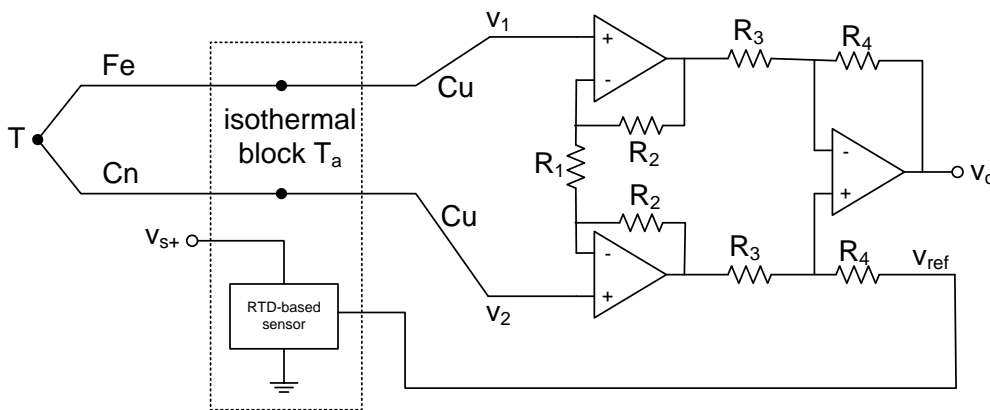 v₁
R₃
R₄
+
-
Fe
Cu
isothermal
block Tₐ
T
R₂
R₁
-
+
vₒ
Cn
Cu
R₂
vₛ₊
-
+
R₃
R₄
v_ref
RTD-based
sensor
v₂